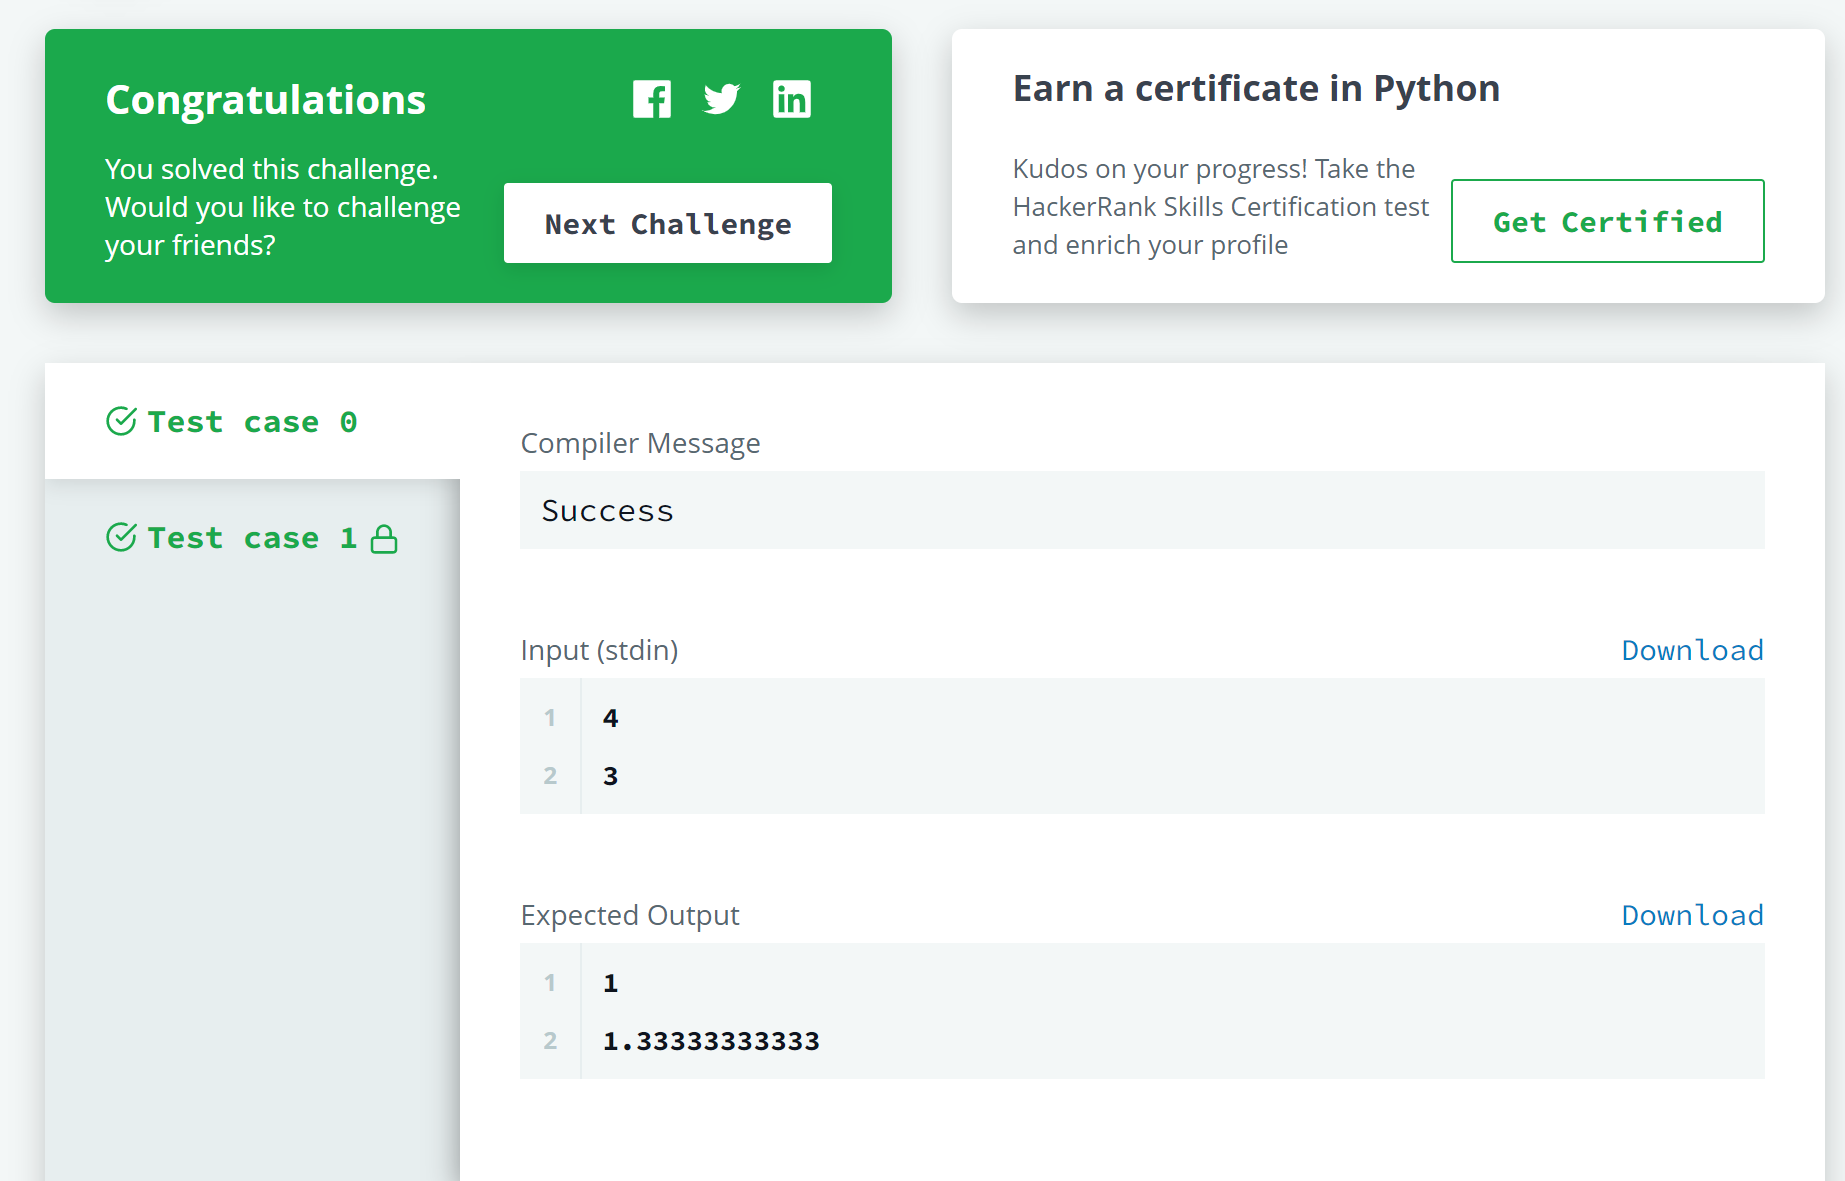 Congratulations
You solved this challenge.
Would you like to challenge
your friends?
Next Challenge
Earn a certificate in Python
Kudos on your progress! Take the
HackerRank Skills Certification test
and enrich your profile
Get Certified
Test case 0
Test case 1
Compiler Message
Success
Input (stdin)
Download
1 4
2 3
Expected Output
Download
1 1
2 1.33333333333